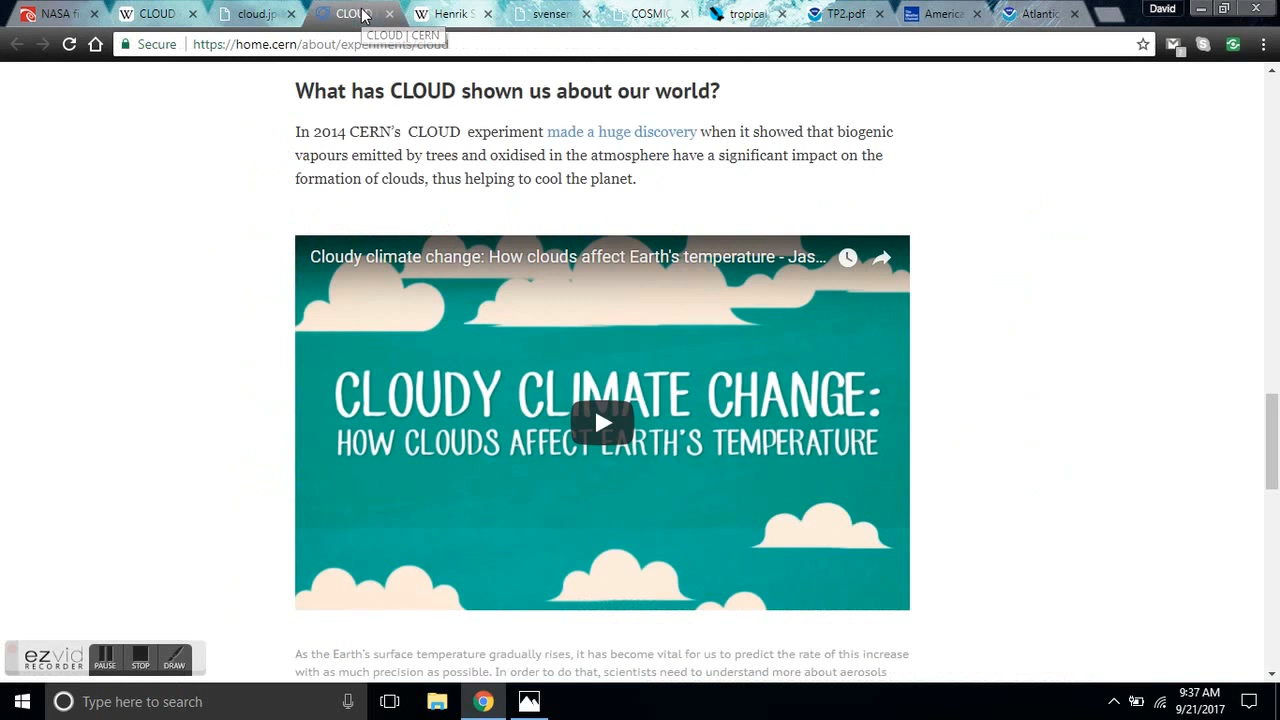 NASA fi
CLOUD
cloud.jp
CLOUD
Henrik S
svensen
COSMIC
tropical
TP2.pdf
America
Atlantic
David
CLOUD | CERN
Secure
https://home.cern/about/experiments/cloud
What has CLOUD shown us about our world?
In 2014 CERN's CLOUD experiment made a huge discovery when it showed that biogenic
vapours emitted by trees and oxidised in the atmosphere have a significant impact on the
formation of clouds, thus helping to cool the planet.
Cloudy climate change: How clouds affect Earth's temperature - Jas...
CLOUDY CLIMATE CHANGE:
HOW CLOUDS AFFECT EARTH'S TEMPERATURE
As the Earth's surface temperature gradually rises, it has become vital for us to predict the rate of this increase
with as much precision as possible. In order to do that, scientists need to understand more about aerosols
ezvid
RECORDER
PAUSE
STOP
DRAW
Type here to search
9:37 AM
9/21/2017